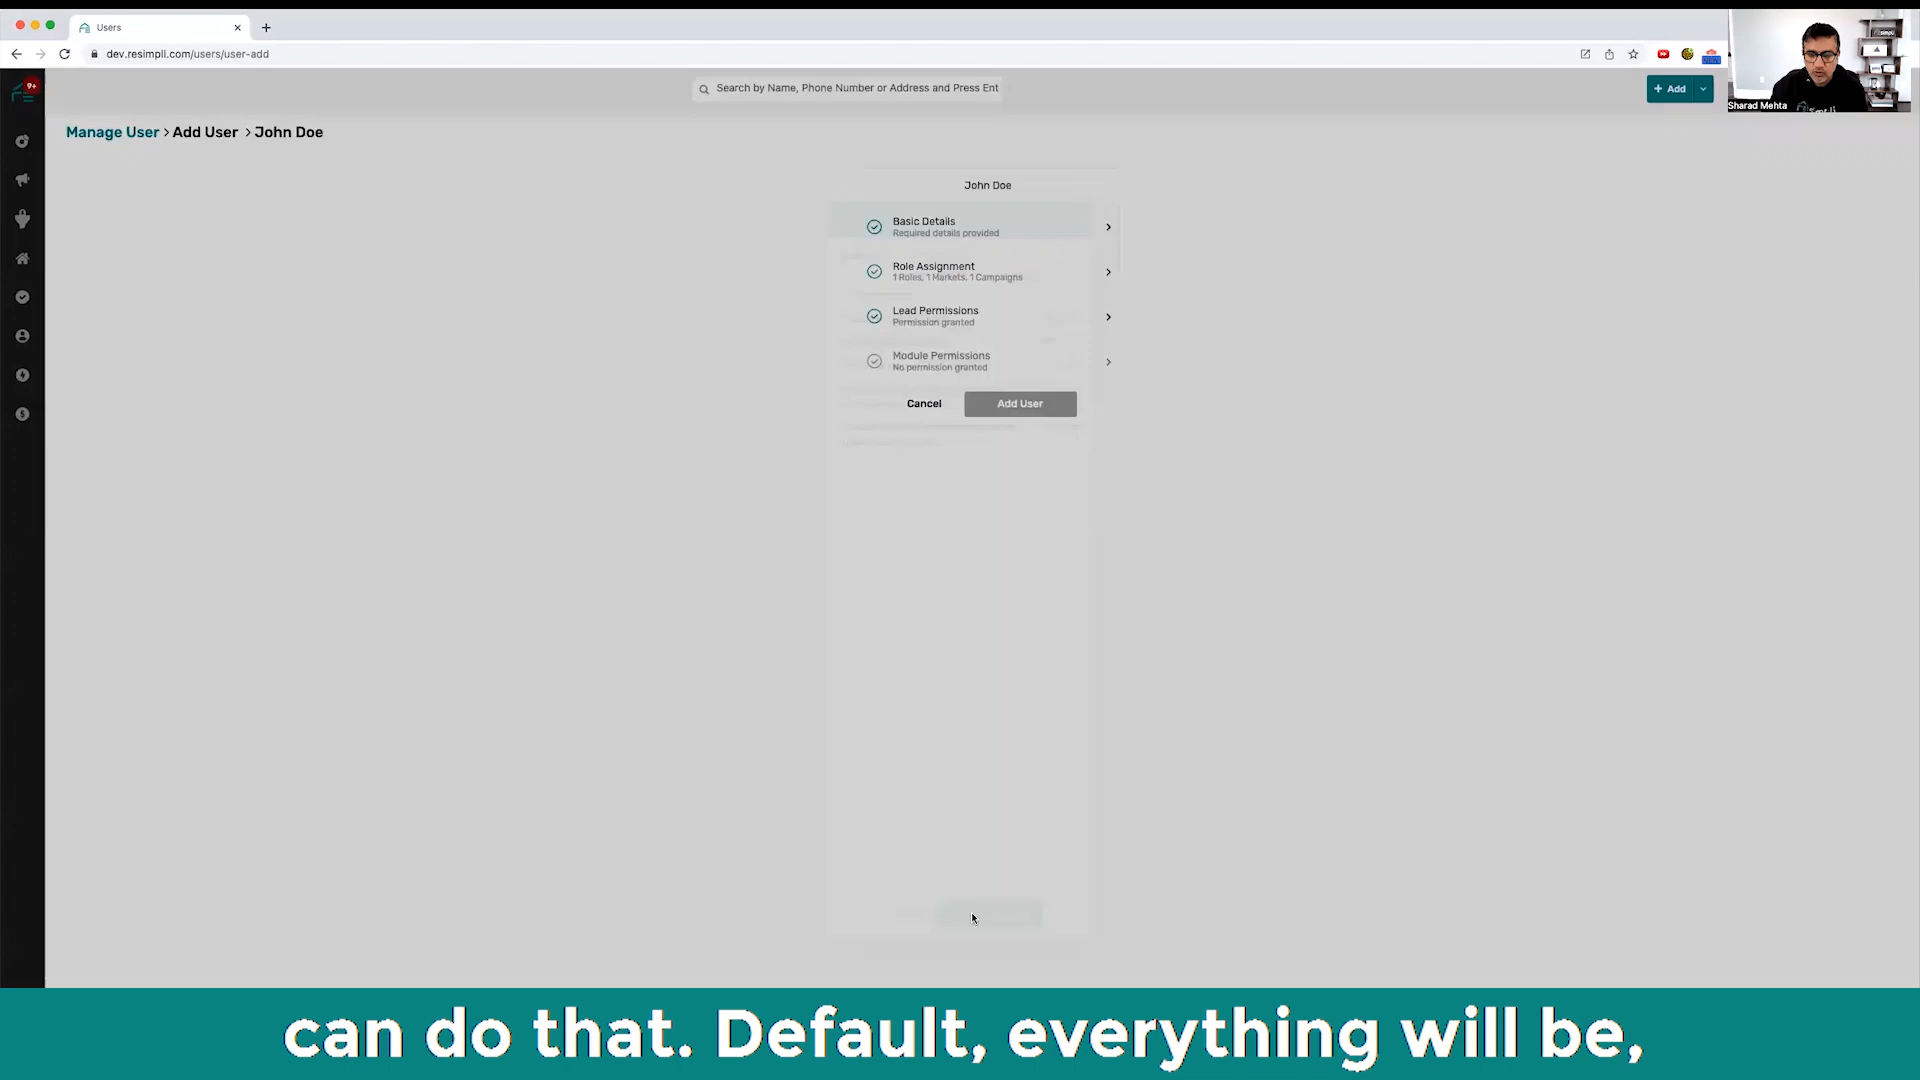 Users
dev.resimpli.com/users/user-add
9+
Search by Name, Phone Number or Address and Press Ent
+ Add
Sharad Mehta
Manage User > Add User > John Doe
John Doe
Basic Details
Required details provided
Role Assignment
1 Roles, 1 Markets, 1 Campaigns
Lead Permissions
Permission granted
Module Permissions
No permission granted
Cancel
Add User
can do that. Default, everything will be,